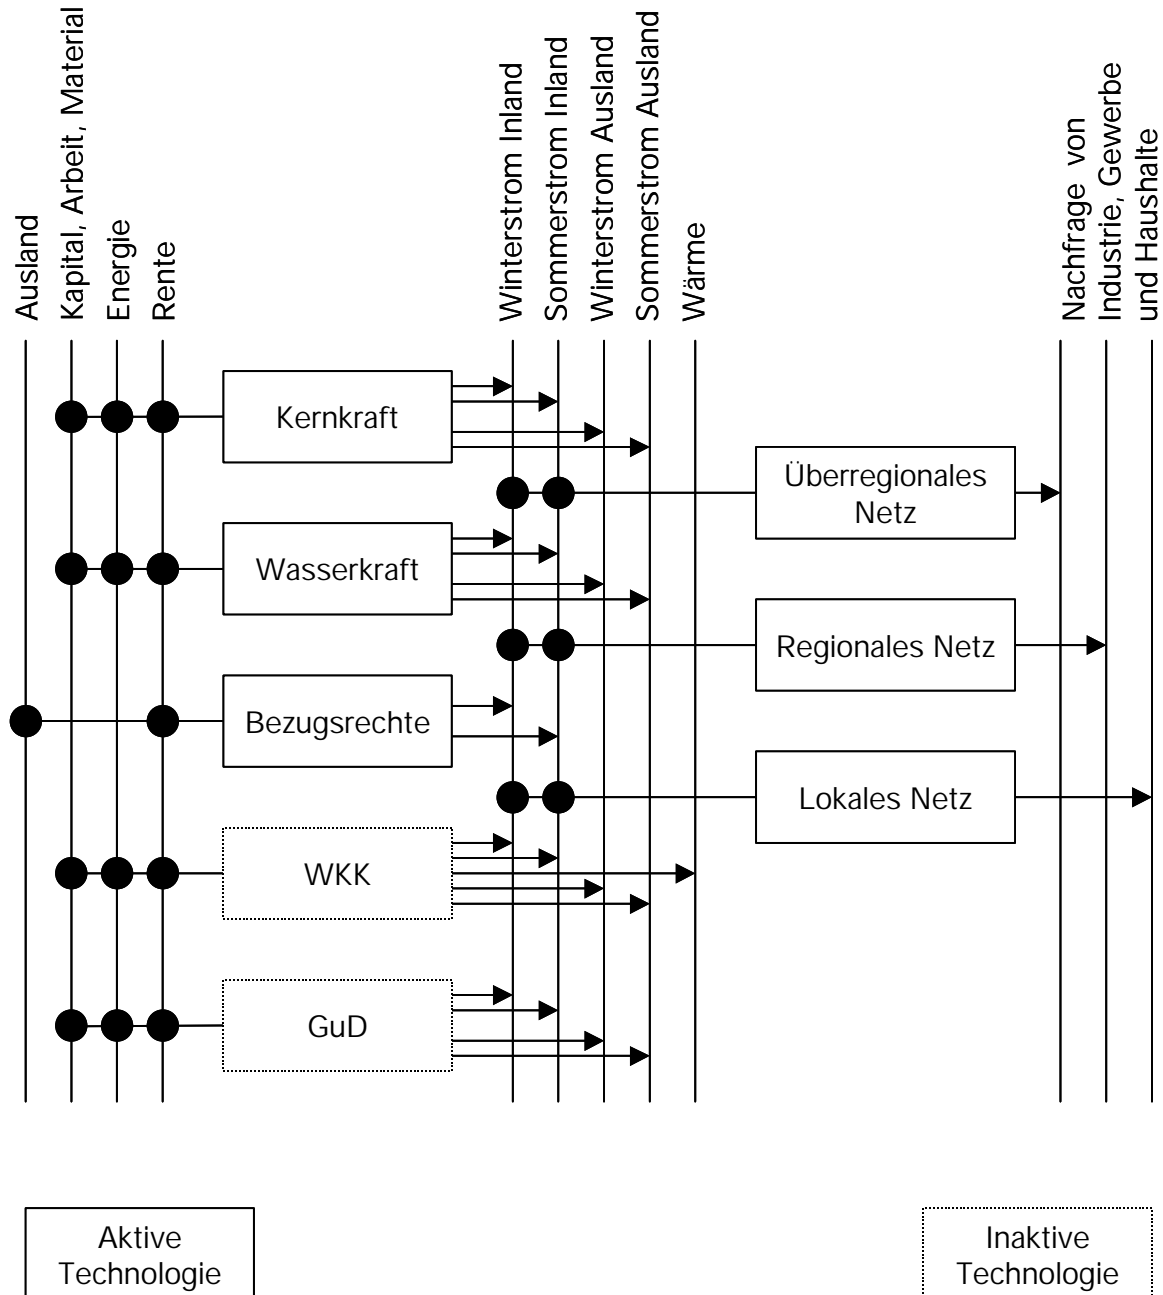 Ausland
Kapital, Arbeit, Material
Energie
Rente
Winterstrom Inland
Sommerstrom Inland
Winterstrom Ausland
Sommerstrom Ausland
Wärme
Nachfrage von
Industrie, Gewerbe
und Haushalte
Kernkraft
Überregionales
Netz
Wasserkraft
Regionales Netz
Bezugsrechte
Lokales Netz
WKK
GuD
Aktive
Technologie
Inaktive
Technologie